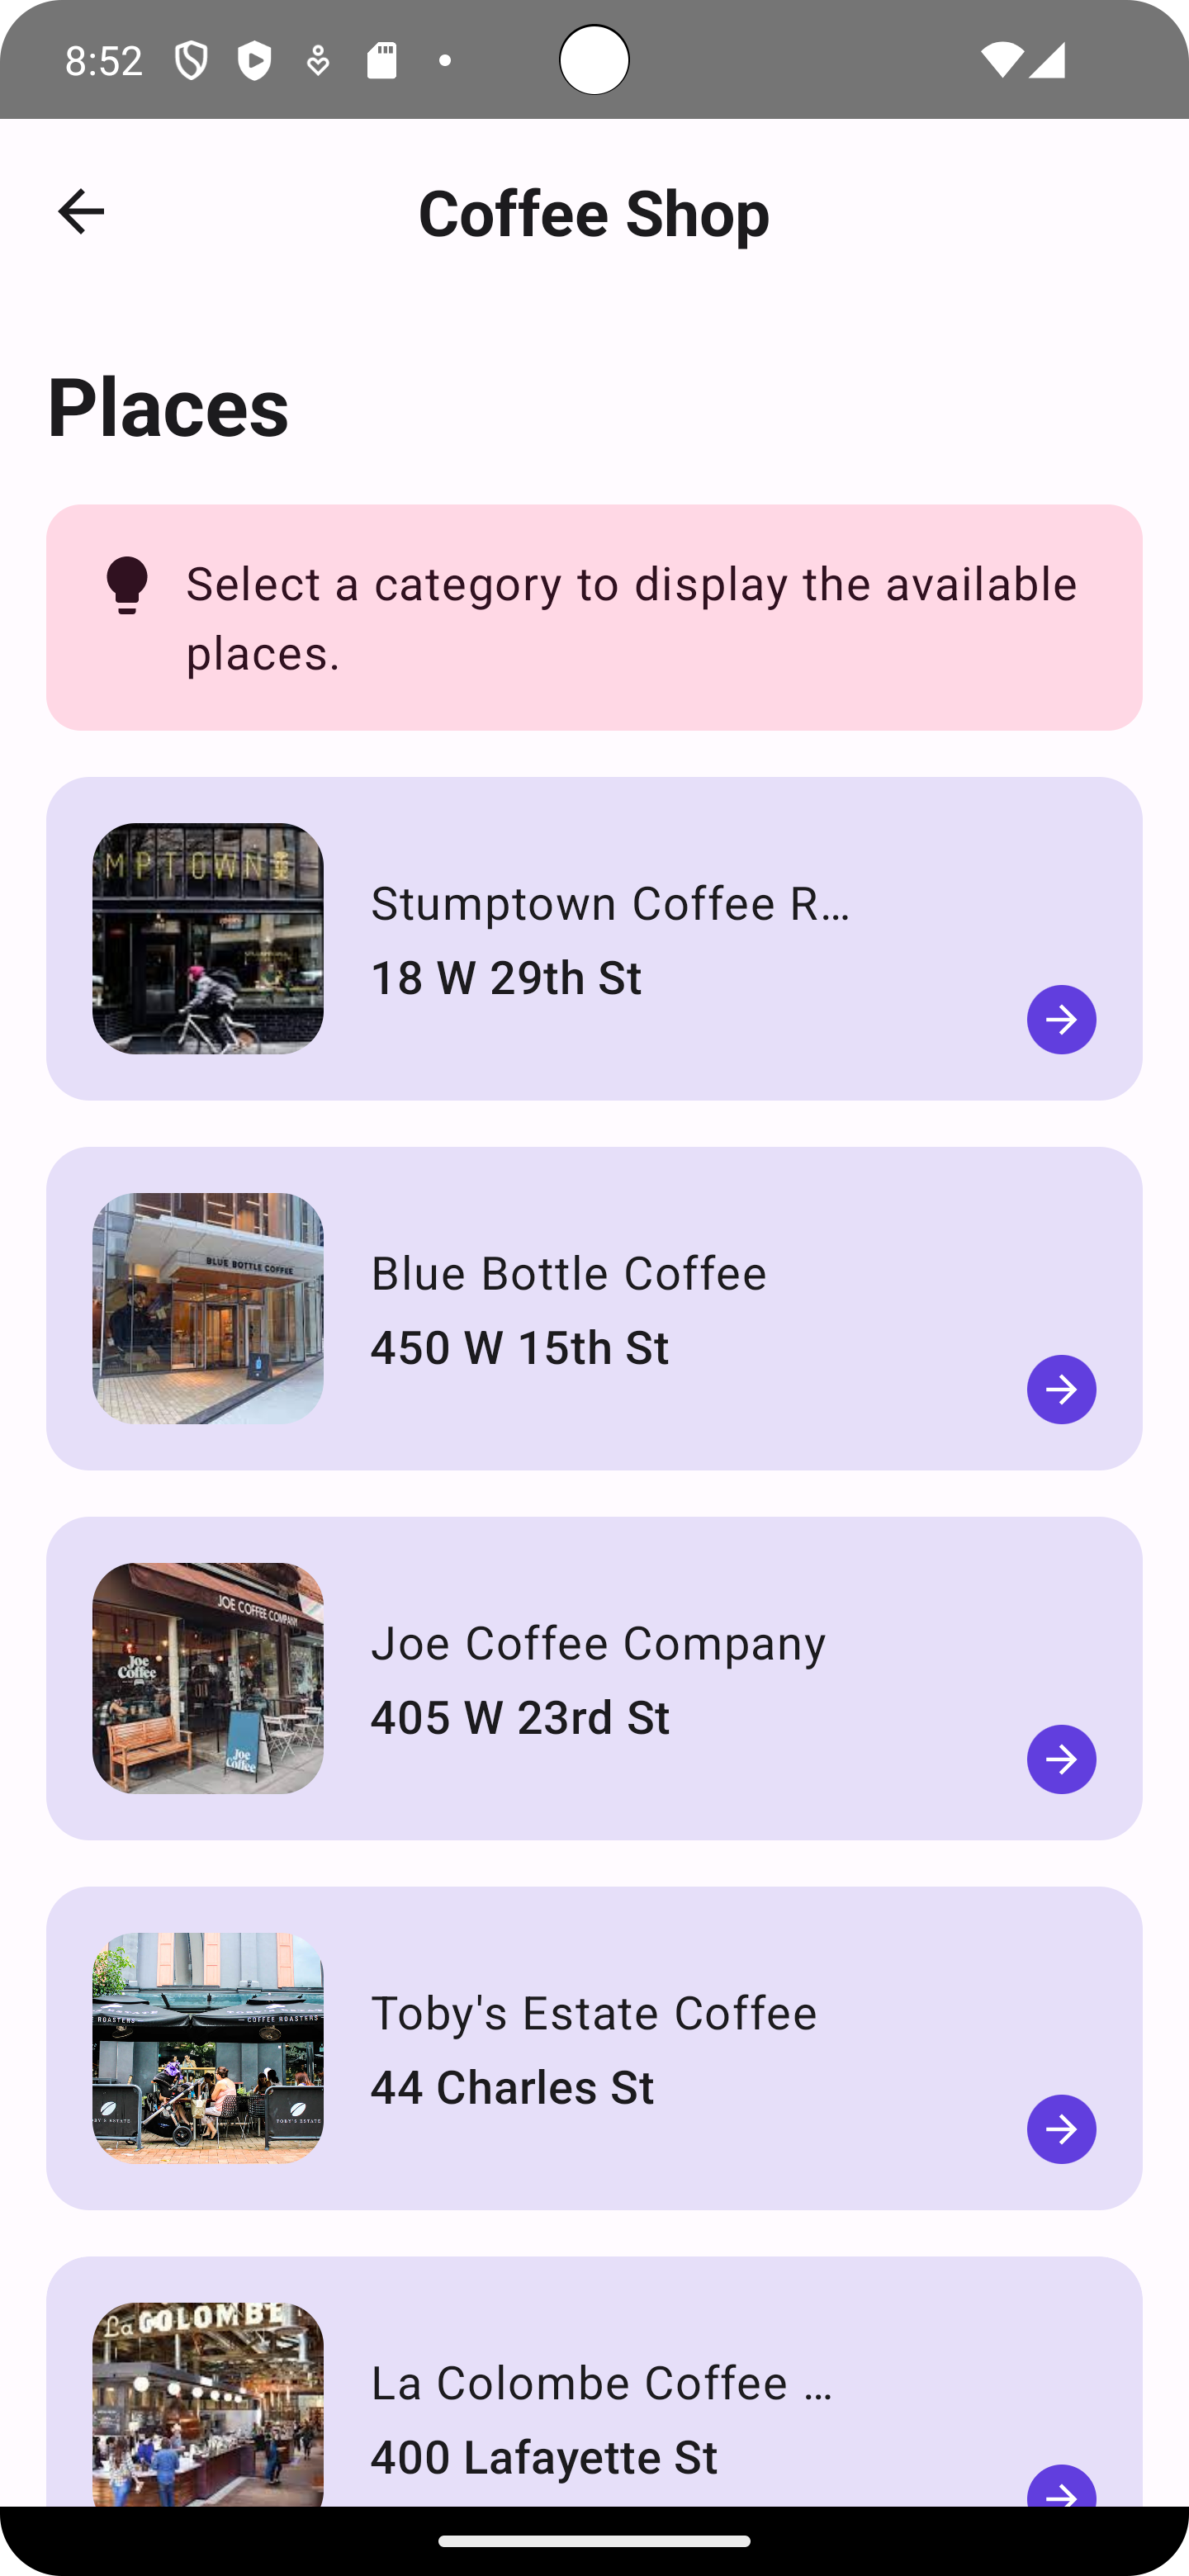 8:52
Coffee Shop
Places
Select a category to display the available
places.
MPTOWN
Stumptown Coffee R...
18 W 29th St
BLUE BOTTLE COFFEE
Blue Bottle Coffee
450 W 15th St
JOE COFFEE COMPANY
Joe
Coffee
Joe
Coffee
Joe Coffee Company
405 W 23rd St
COFFEE ROASTERS
Toby's Estate Coffee
44 Charles St
La COLOMBE
La Colombe Coffee ...
400 Lafayette St